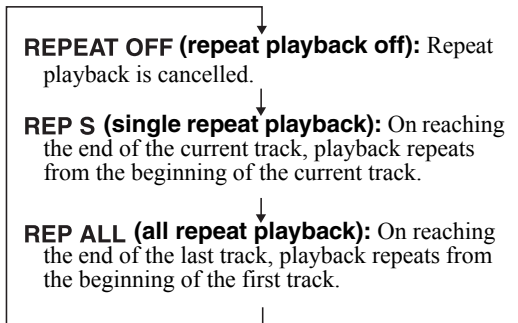 REPEAT OFF (repeat playback off): Repeat
playback is cancelled.
REP S (single repeat playback): On reaching
the end of the current track, playback repeats
from the beginning of the current track.
REP ALL (all repeat playback): On reaching
the end of the last track, playback repeats from
the beginning of the first track.